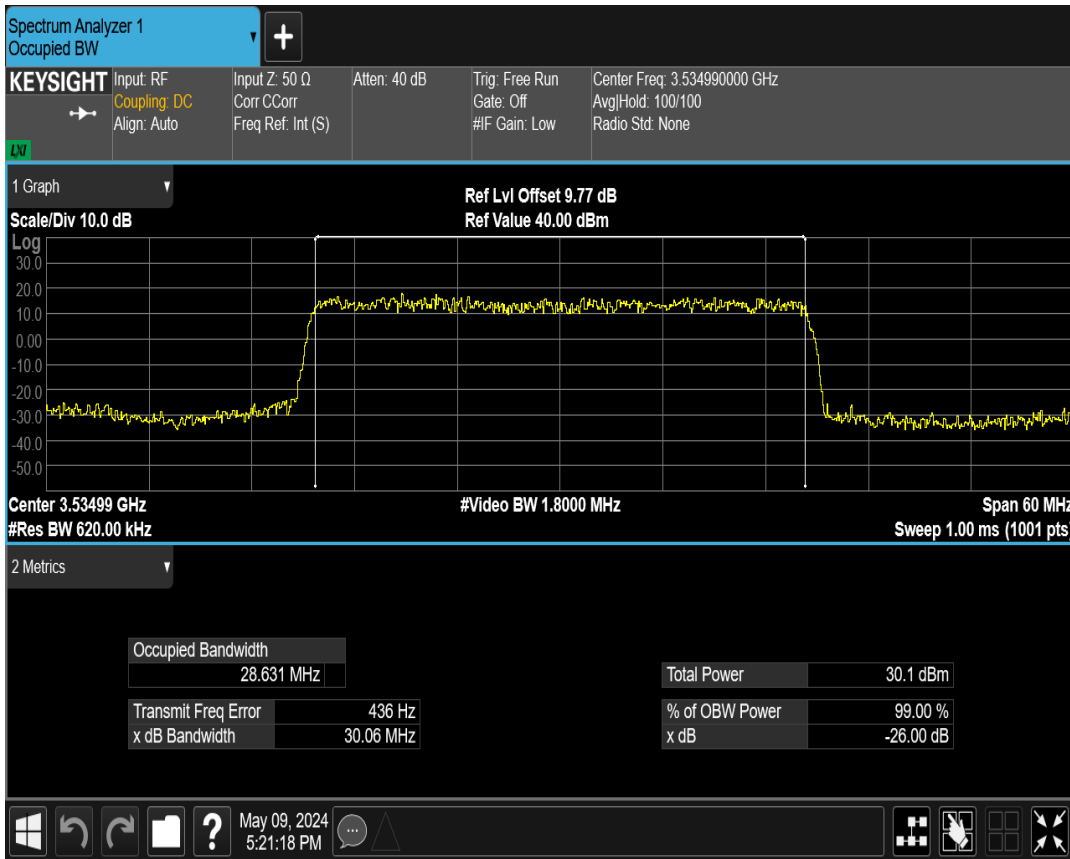 Spectrum Analyzer 1
Occupied BW
KEYSIGHT
LXI
Input: RF
Coupling: DC
Align: Auto
Input Z: 50 Ω
Corr CCorr
Freq Ref: Int (S)
Atten: 40 dB
Trig: Free Run
Gate: Off
#IF Gain: Low
Center Freq: 3.534990000 GHz
Avg|Hold: 100/100
Radio Std: None
1 Graph
Scale/Div 10.0 dB
Ref Lvl Offset 9.77 dB
Ref Value 40.00 dBm
Log
30.0
20.0
10.0
0.00
-10.0
-20.0
-30.0
-40.0
-50.0
Center 3.53499 GHz
#Res BW 620.00 kHz
#Video BW 1.8000 MHz
Span 60 MHz
Sweep 1.00 ms (1001 pts)
2 Metrics
Occupied Bandwidth
28.631 MHz
Transmit Freq Error 436 Hz
x dB Bandwidth 30.06 MHz
Total Power 30.1 dBm
% of OBW Power 99.00 %
x dB -26.00 dB
?
May 09, 2024
5:21:18 PM